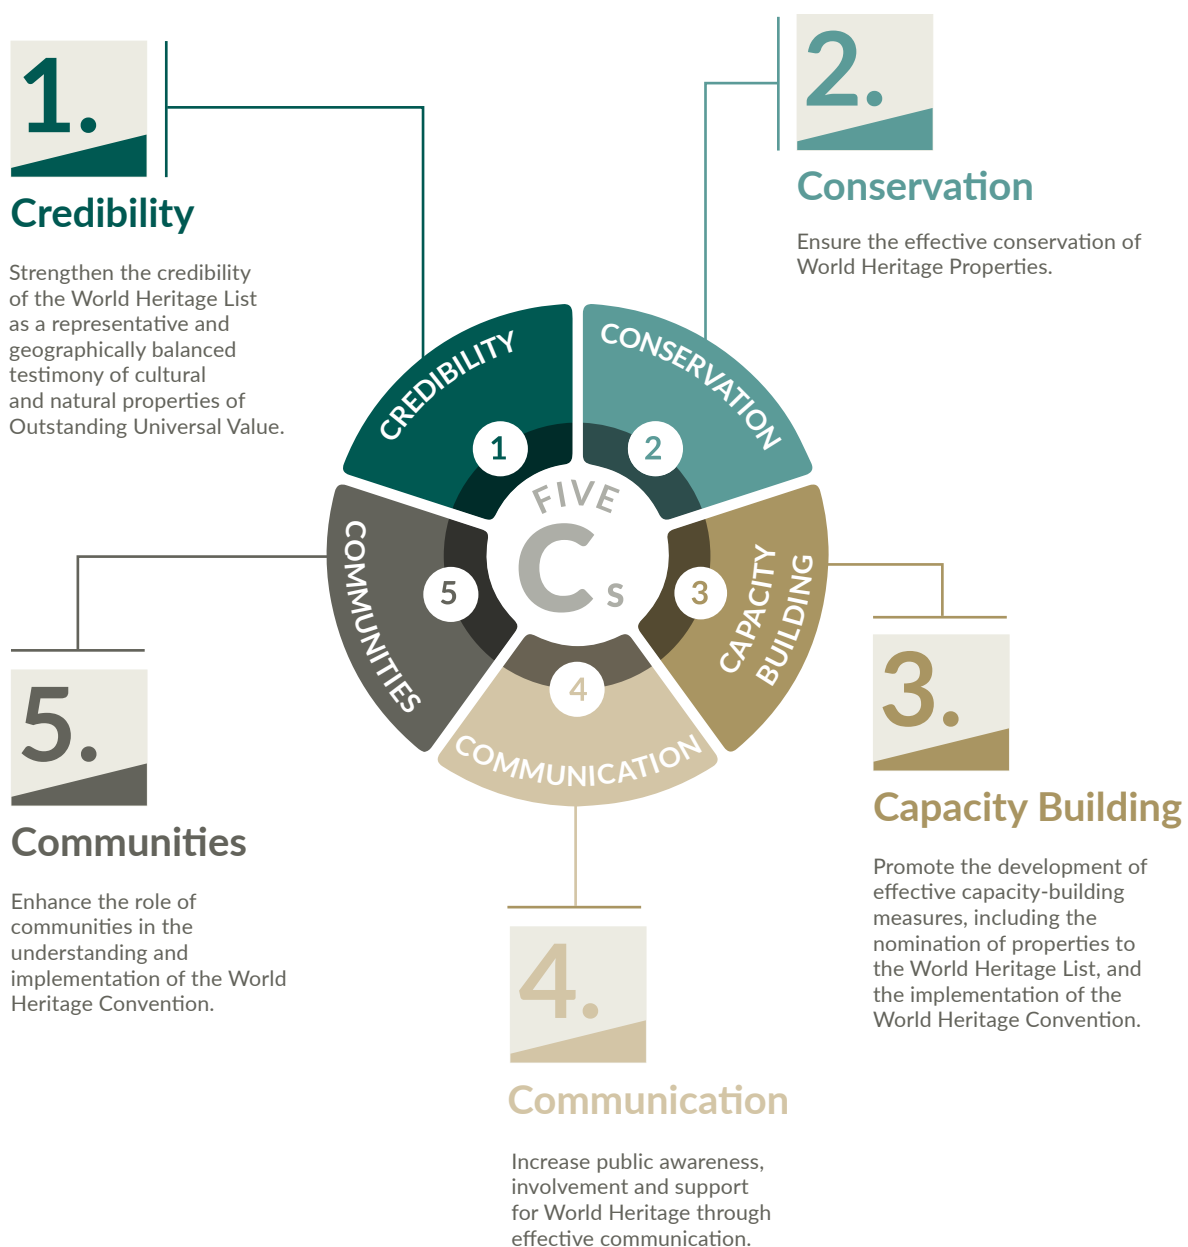 1.
Credibility
Strengthen the credibility
of the World Heritage List
as a representative and
geographically balanced
testimony of cultural
and natural properties of
Outstanding Universal Value.
2.
Conservation
Ensure the effective conservation of
World Heritage Properties.
CREDIBILITY
1
CONSERVATION
2
CAPACITY
BUILDING
3
COMMUNICATION
4
COMMUNITIES
5
FIVE
Cs
3.
Capacity Building
Promote the development of
effective capacity-building
measures, including the
nomination of properties to
the World Heritage List, and
the implementation of the
World Heritage Convention.
4.
Communication
Increase public awareness,
involvement and support
for World Heritage through
effective communication.
5.
Communities
Enhance the role of
communities in the
understanding and
implementation of the World
Heritage Convention.